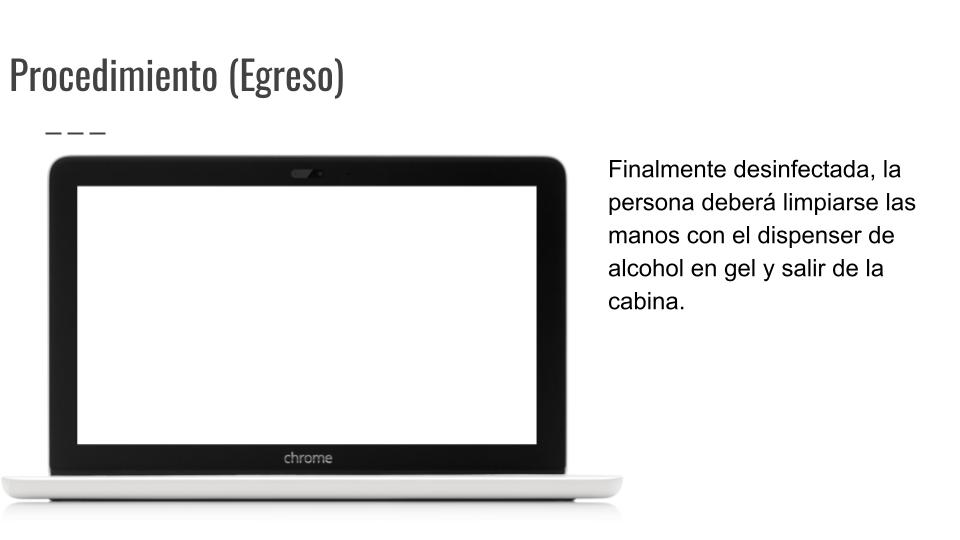 Procedimiento (Egreso)
Finalmente desinfectada, la
persona deberá limpiarse las
manos con el dispenser de
alcohol en gel y salir de la
cabina.
chrome